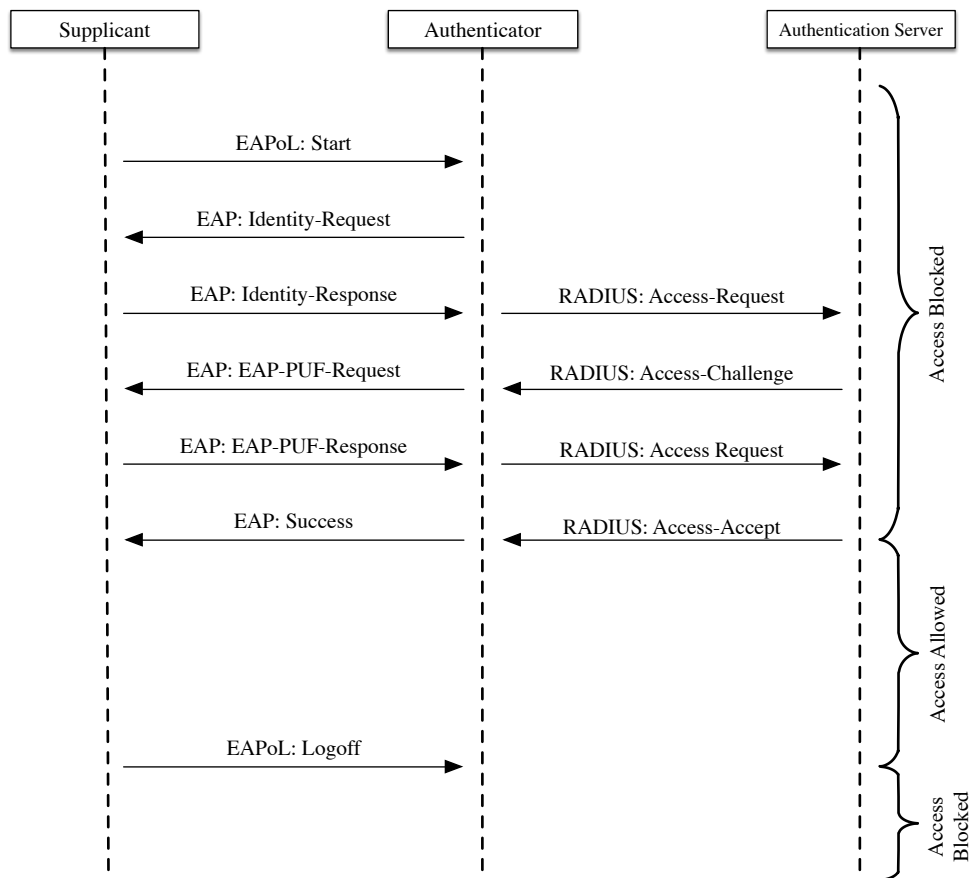 Supplicant
Authenticator
Authentication Server
EAPoL: Start
EAP: Identity-Request
EAP: Identity-Response
RADIUS: Access-Request
EAP: EAP-PUF-Request
RADIUS: Access-Challenge
EAP: EAP-PUF-Response
RADIUS: Access Request
EAP: Success
RADIUS: Access-Accept
EAPoL: Logoff
Access Blocked
Access Allowed
Access
Blocked